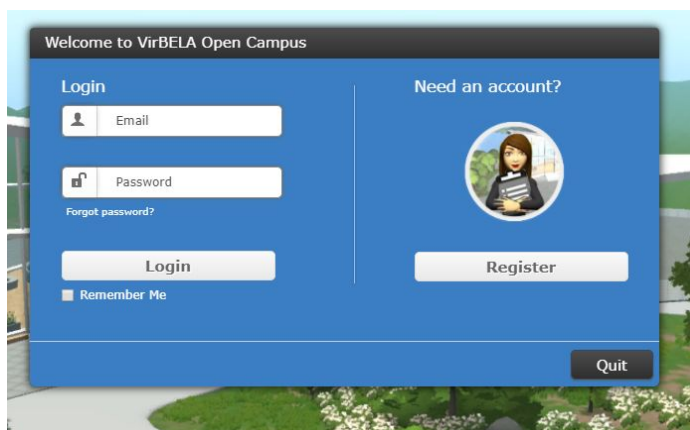 Welcome to VirBELA Open Campus
Login
Email
Password
Forgot password?
Login
Remember Me
Need an account?
Register
Quit